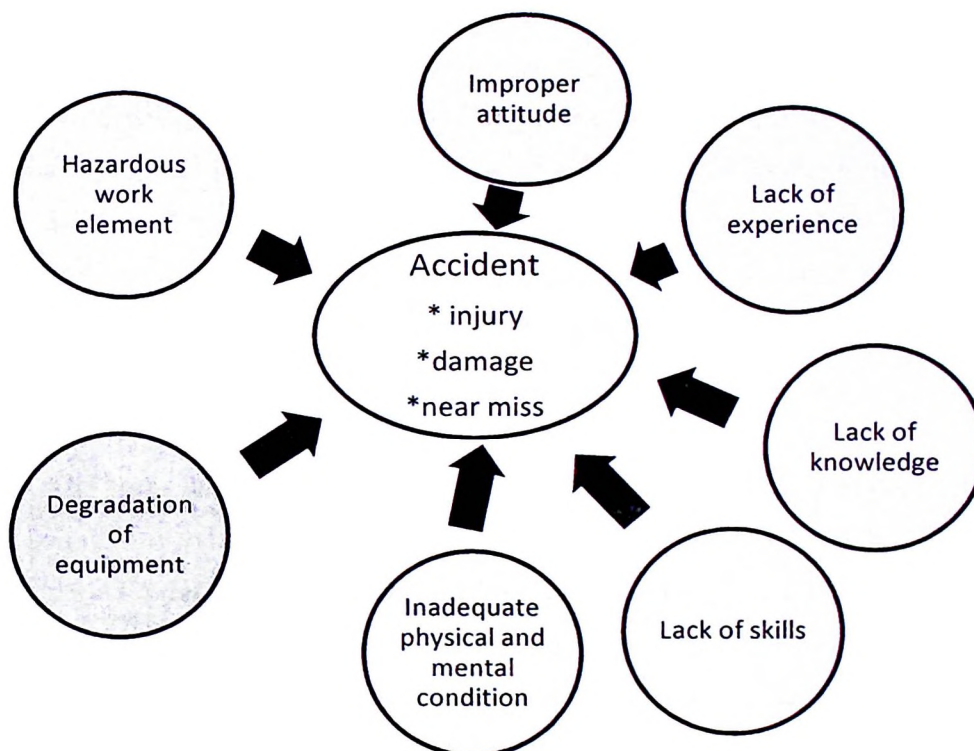 Improper
attitude
Hazardous
work
element
Lack of
experience
Accident
* injury
*damage
*near miss
Lack of
knowledge
Degradation
of
equipment
Inadequate
physical and
mental
condition
Lack of skills